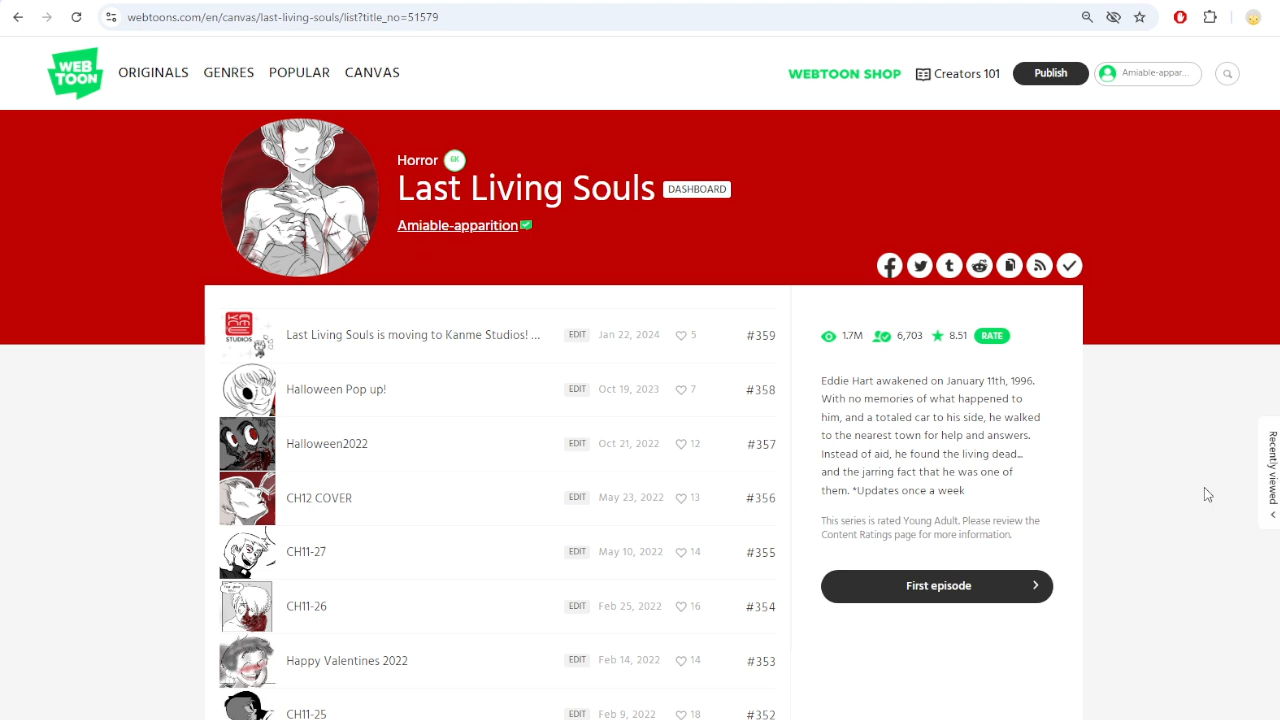 webtoons.com/en/canvas/last-living-souls/list?title_no=51579
WEB
TOON
ORIGINALS GENRES POPULAR CANVAS
WEBTOON SHOP Creators 101 Publish Amiable-appar...
Horror 6K
Last Living Souls DASHBOARD
Amiable-apparition
Last Living Souls is moving to Kanme Studios! ... EDIT Jan 22, 2024 5 #359
STUDIOS
Halloween Pop up! EDIT Oct 19, 2023 7 #358
Halloween2022 EDIT Oct 21, 2022 12 #357
CH12 COVER EDIT May 23, 2022 13 #356
CH11-27 EDIT May 10, 2022 14 #355
CH11-26 EDIT Feb 25, 2022 16 #354
Happy Valentines 2022 EDIT Feb 14, 2022 14 #353
CH11-25 EDIT Feb 9, 2022 18 #352
1.7M 6,703 8.51 RATE
Eddie Hart awakened on January 11th, 1996.
With no memories of what happened to
him, and a totaled car to his side, he walked
to the nearest town for help and answers.
Instead of aid, he found the living dead...
and the jarring fact that he was one of
them. *Updates once a week
This series is rated Young Adult. Please review the
Content Ratings page for more information.
First episode
Recently viewed